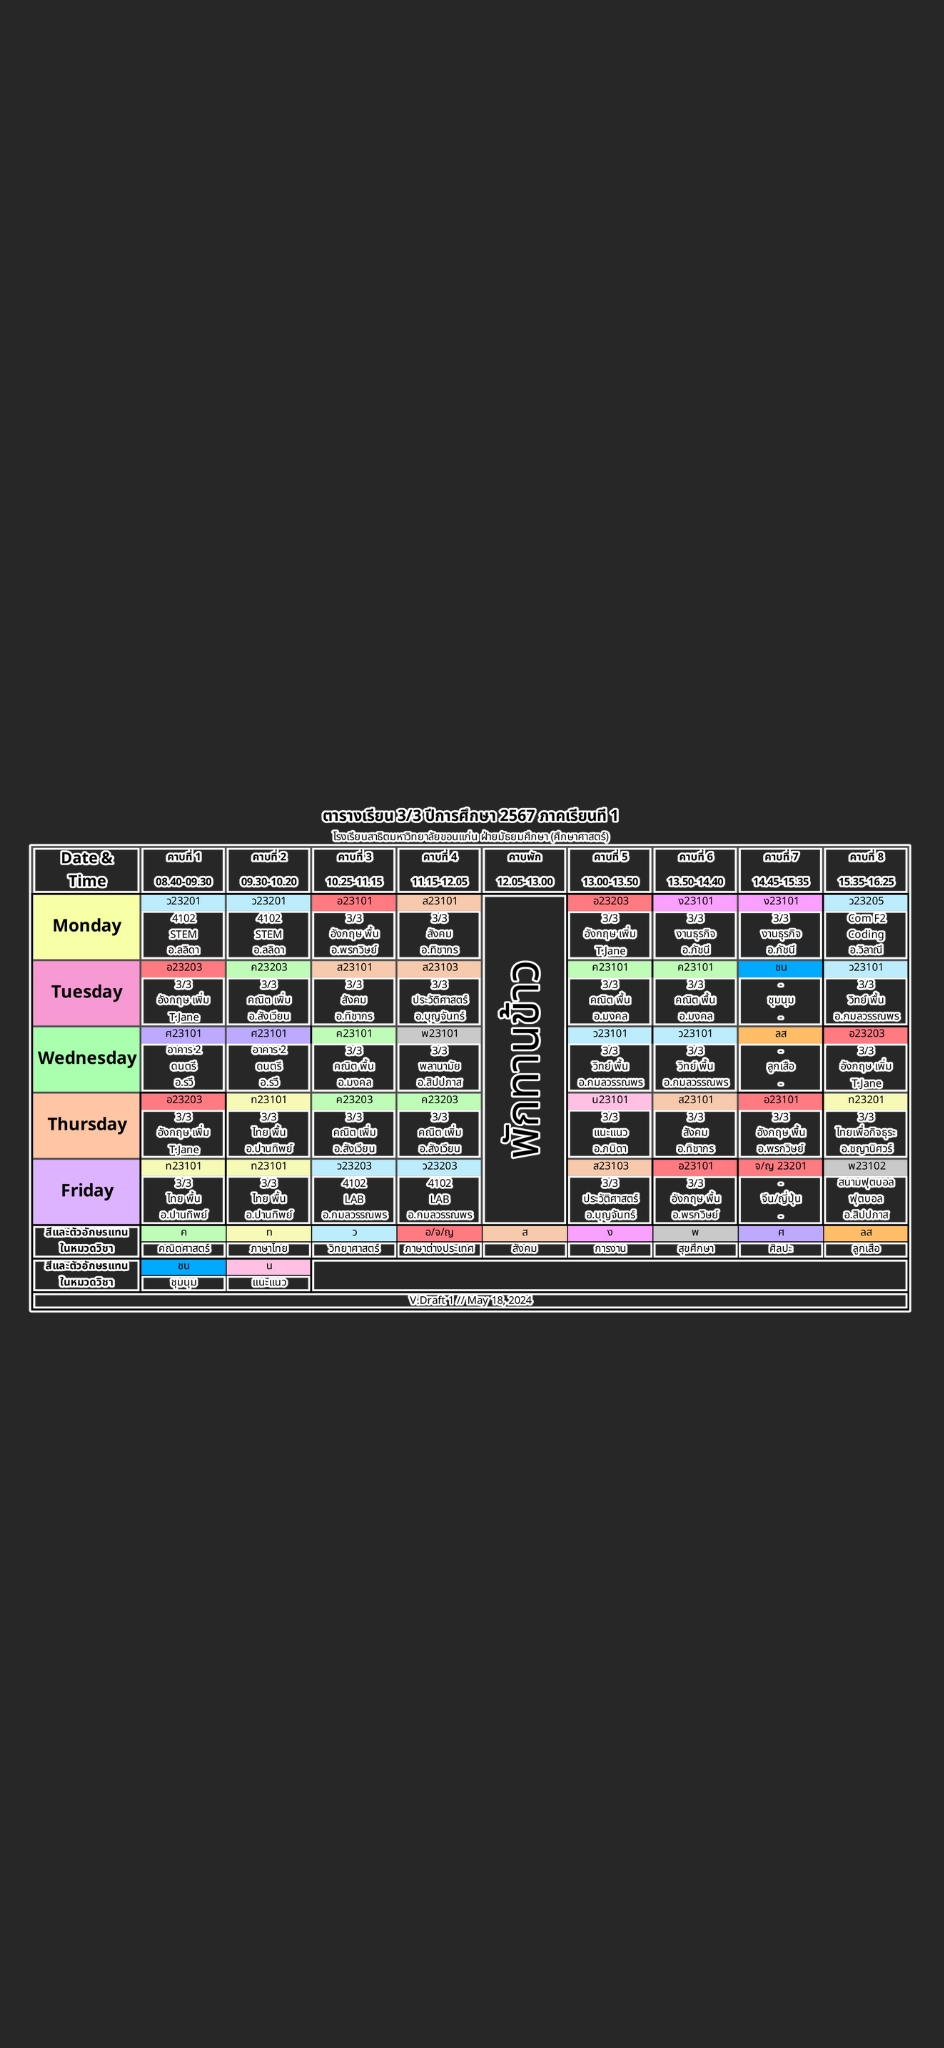 ตารางเรียน 3/3 ปีการศึกษา 2567 ภาคเรียนที่ 1
โรงเรียนสาธิตมหาวิทยาลัยขอนแก่น ฝ่ายมัธยมศึกษา (ศึกษาศาสตร์)
Date & คาบที่ 1 คาบที่ 2 คาบที่ 3 คาบที่ 4 คาบพัก คาบที่ 5 คาบที่ 6 คาบที่ 7 คาบที่ 8
Time 08.40-09:30 09.30-10:20 10.25-11.15 11.15-12.05 12.05-13:00 13:00-13:50 13.50-14.40 14.45-15:35 15:35-16:25
ว23201 ว23201 อ23101 ส23101 อ23203 ง23101 ง23101 ว23205
Monday 4102 4102 3/3 3/3 3/3 3/3 3/3 Com F2
STEM STEM อังกฤษ พื้น สังคม อังกฤษ เพิ่ม งานธุรกิจ งานธุรกิจ Coding
อ.สลิดา อ.สลิดา อ.พรกวิษย์ อ.ทิชากร T.Jane อ.ภัชนี อ.ภัชนี อ.วิลาณี
อ23203 ค23203 ส23101 ส23103 ค23101 ค23101 ชน ว23101
Tuesday 3/3 3/3 3/3 3/3 3/3 3/3 - 3/3
อังกฤษ เพิ่ม คณิต เพิ่ม สังคม ประวัติศาสตร์ คณิต พื้น คณิต พื้น ชุมนุม วิทย์ พื้น
T.Jane อ.สังเวียน อ.ทิชากร อ.บุญจันทร์ อ.มงคล อ.มงคล - อ.กมลวรรณพร
พักทานข้าว
ศ23101 ศ23101 ค23101 พ23101 ว23101 ว23101 ลส อ23203
Wednesday อาคาร 2 อาคาร 2 3/3 3/3 3/3 3/3 - 3/3
ดนตรี ดนตรี คณิต พื้น พลานามัย วิทย์ พื้น วิทย์ พื้น ลูกเสือ อังกฤษ เพิ่ม
อ.รวี อ.รวี อ.มงคล อ.สิปปภาส อ.กมลวรรณพร อ.กมลวรรณพร - T.Jane
อ23203 ท23101 ค23203 ค23203 น23101 ส23101 อ23101 ท23201
Thursday 3/3 3/3 3/3 3/3 3/3 3/3 3/3 3/3
อังกฤษ เพิ่ม ไทย พื้น คณิต เพิ่ม คณิต เพิ่ม แนะแนว สังคม อังกฤษ พื้น ไทยเพื่อกิจธุระ
T.Jane อ.ปานทิพย์ อ.สังเวียน อ.สังเวียน อ.ภนิดา อ.ทิชากร อ.พรกวิษย์ อ.ชญานิศวร์
ท23101 ท23101 ว23203 ว23203 ส23103 อ23101 จ/ญ 23201 พ23102
Friday 3/3 3/3 4102 4102 3/3 3/3 - สนามฟุตบอล
ไทย พื้น ไทย พื้น LAB LAB ประวัติศาสตร์ อังกฤษ พื้น จีน/ญี่ปุ่น ฟุตบอล
อ.ปานทิพย์ อ.ปานทิพย์ อ.กมลวรรณพร อ.กมลวรรณพร อ.บุญจันทร์ อ.พรกวิษย์ - อ.สิปปภาส
สีและตัวอักษรแทน ค ท ว อ/จ/ญ ส ง พ ศ ลส
ในหมวดวิชา คณิตศาสตร์ ภาษาไทย วิทยาศาสตร์ ภาษาต่างประเทศ สังคม การงาน สุขศึกษา ศิลปะ ลูกเสือ
สีและตัวอักษรแทน ชน น
ในหมวดวิชา ชุมนุม แนะแนว
V.Draft 1 // May 18, 2024